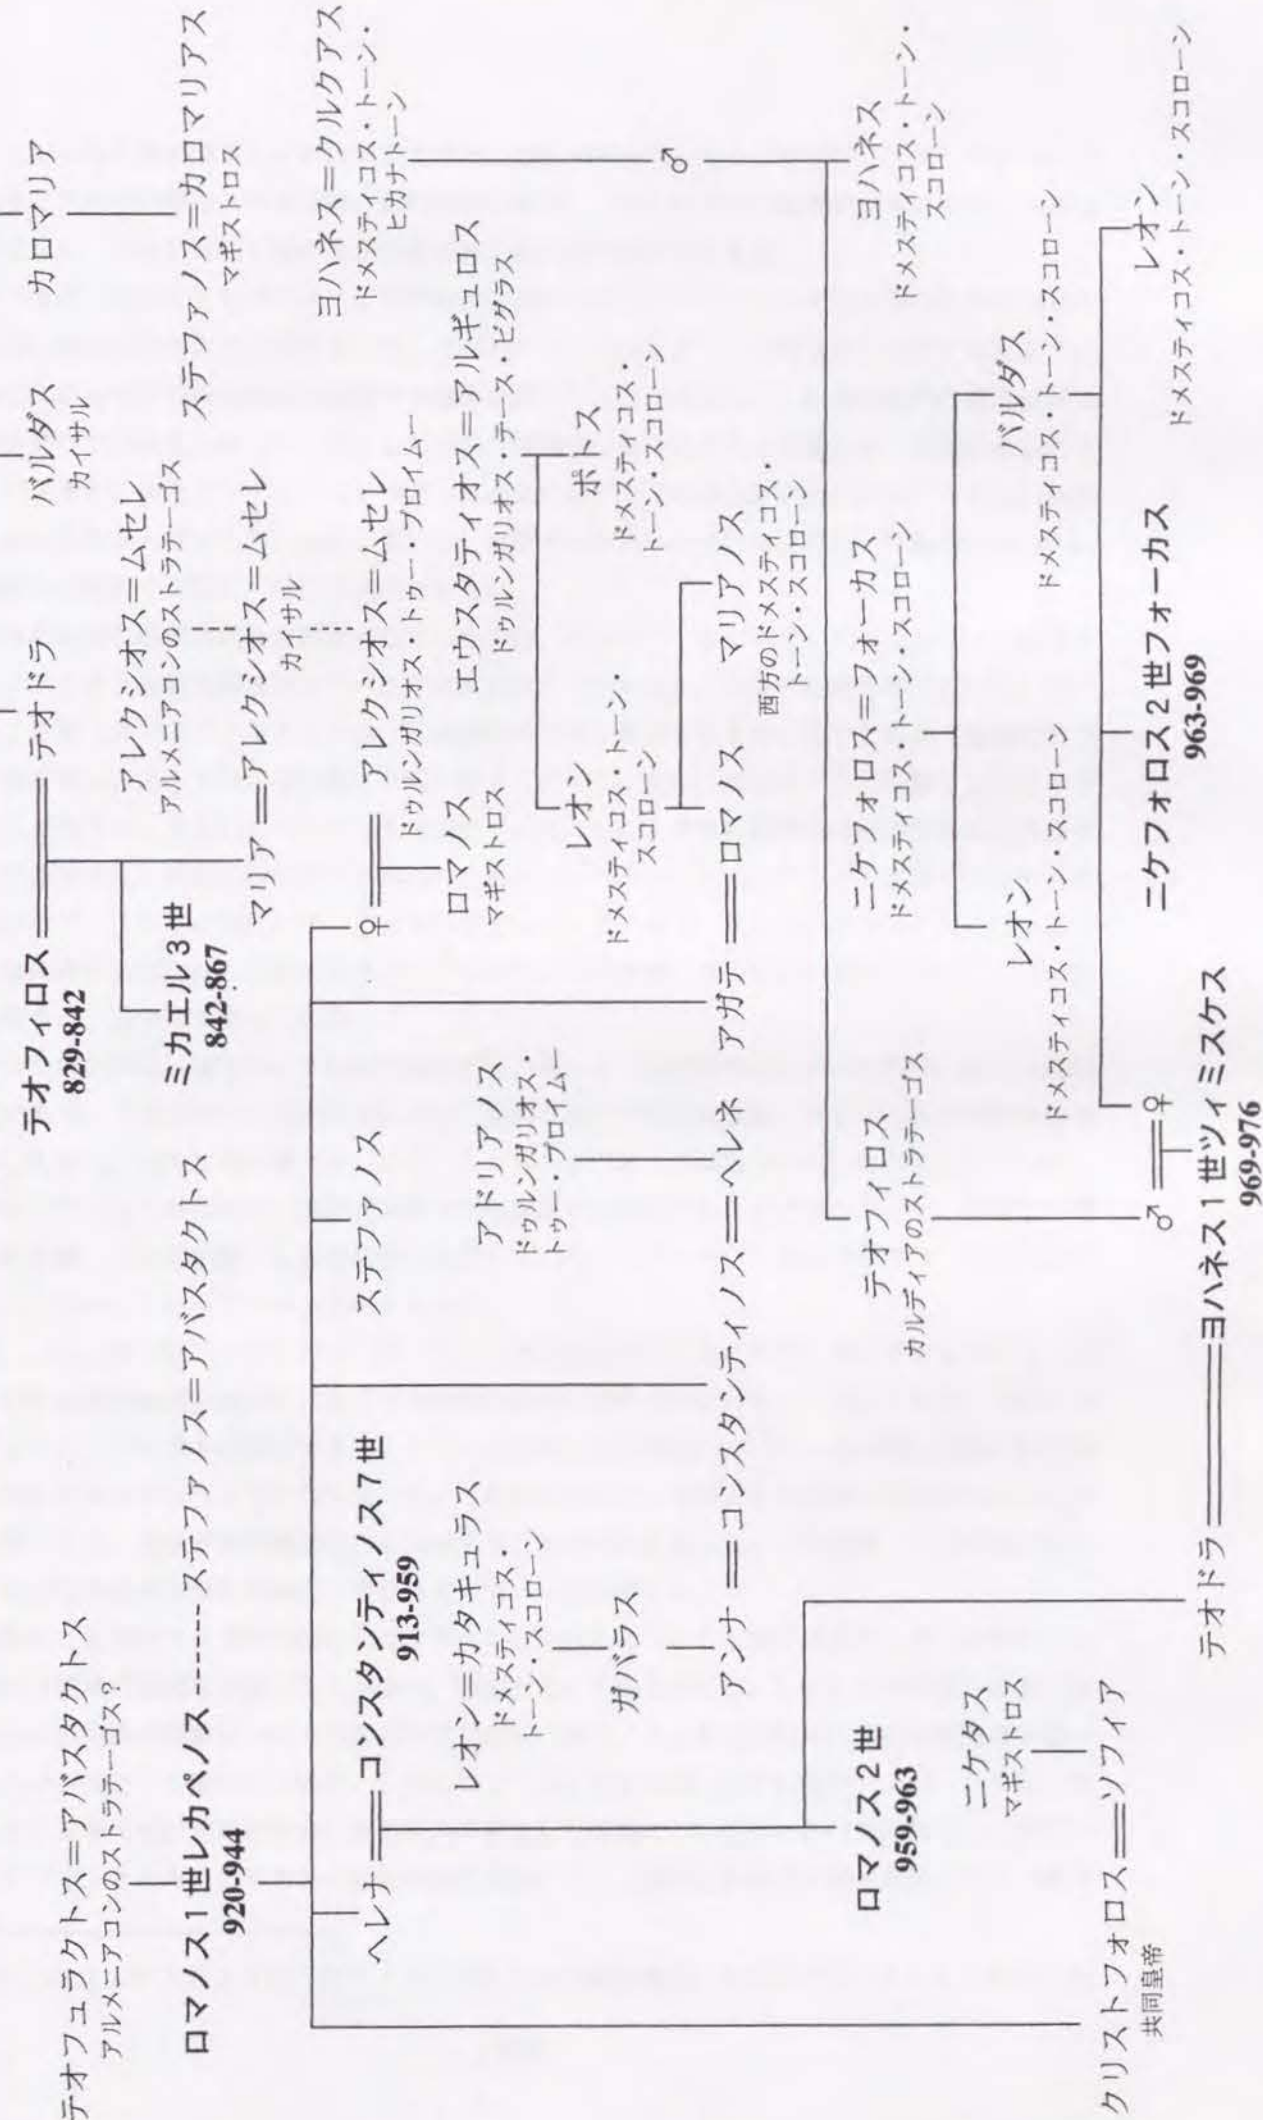 カロマリア
バルダス
カイサル
テオフィロス══テオドラ
829-842
テオフュラクトス=アバスタクトス
アルメニアコンのストラテーゴス?
ステファノス=カロマリアス
マギストロス
アレクシオス=ムセレ
アルメニアコンのストラテーゴス
ミカエル3世
842-867
マリア══アレクシオス=ムセレ
カイサル
ロマノス1世レカペノス-----ステファノス=アバスタクトス
920-944
ヨハネス=クルクアス
ドメスティコス・トーン・
ヒカナトーン
ヘレナ══コンスタンティノス7世
913-959
ステファノス
♀══アレクシオス=ムセレ
ドゥルンガリオス・トゥー・プロイムー
ロマノス
マギストロス
エウスタティオス=アルギュロス
ドゥルンガリオス・テース・ビグラス
レオン=カタキュラス
ドメスティコス・
トーン・スコローン
アドリアノス
ドゥルンガリオス・
トゥー・プロイムー
レオン
ドメスティコス・トーン・
スコローン
ポトス
ドメスティコス・
トーン・スコローン
♂
ガバラス
アンナ══コンスタンティノス══ヘレネ
アガテ══ロマノス
マリアノス
西方のドメスティコス・
トーン・スコローン
ロマノス2世
959-963
テオフィロス
カルディアのストラテーゴス
ニケフォロス=フォーカス
ドメスティコス・トーン・スコローン
ヨハネス
ドメスティコス・トーン・
スコローン
ニケタス
マギストロス
レオン
ドメスティコス・トーン・スコローン
バルダス
ドメスティコス・トーン・スコローン
クリストフォロス══ソフィア
共同皇帝
♂══♀
ニケフォロス2世フォーカス
963-969
レオン
ドメスティコス・トーン・スコローン
テオドラ══ヨハネス1世ツィミスケス
969-976